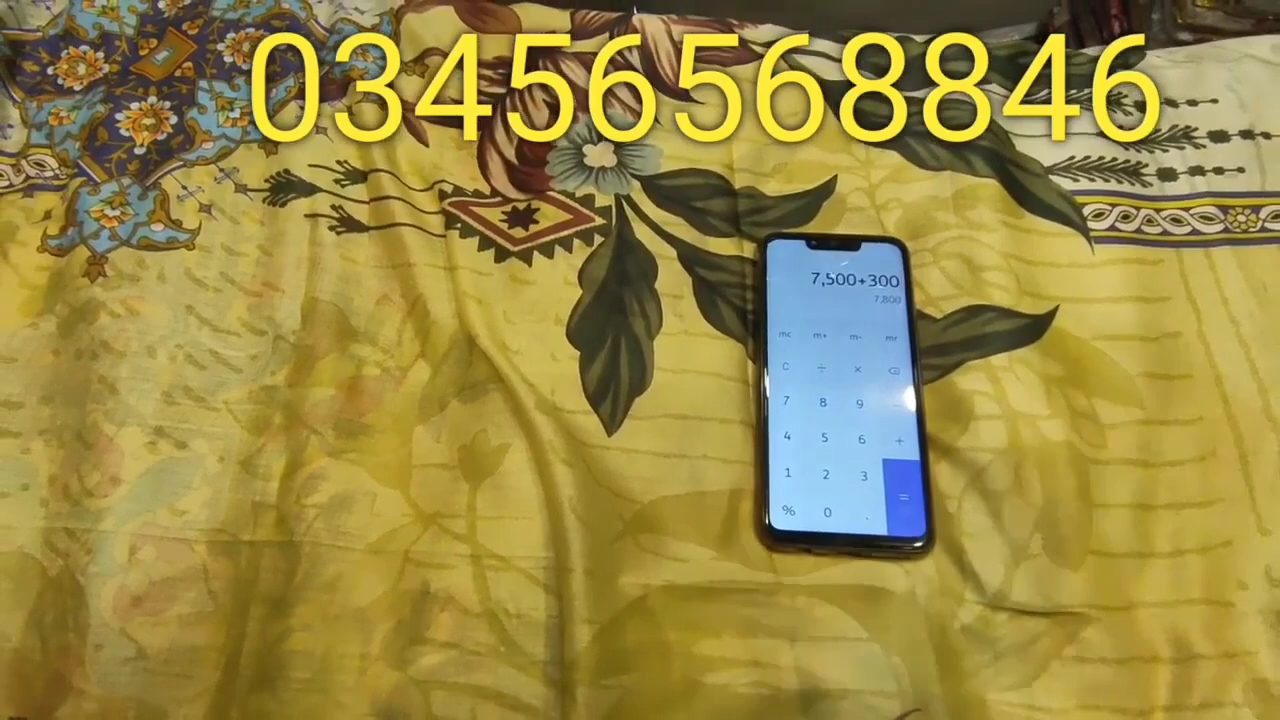 03456568846
7,500+300
7,800
mc m+ m- mr
C ÷ ×
7 8 9 −
4 5 6 +
1 2 3
% 0 . =